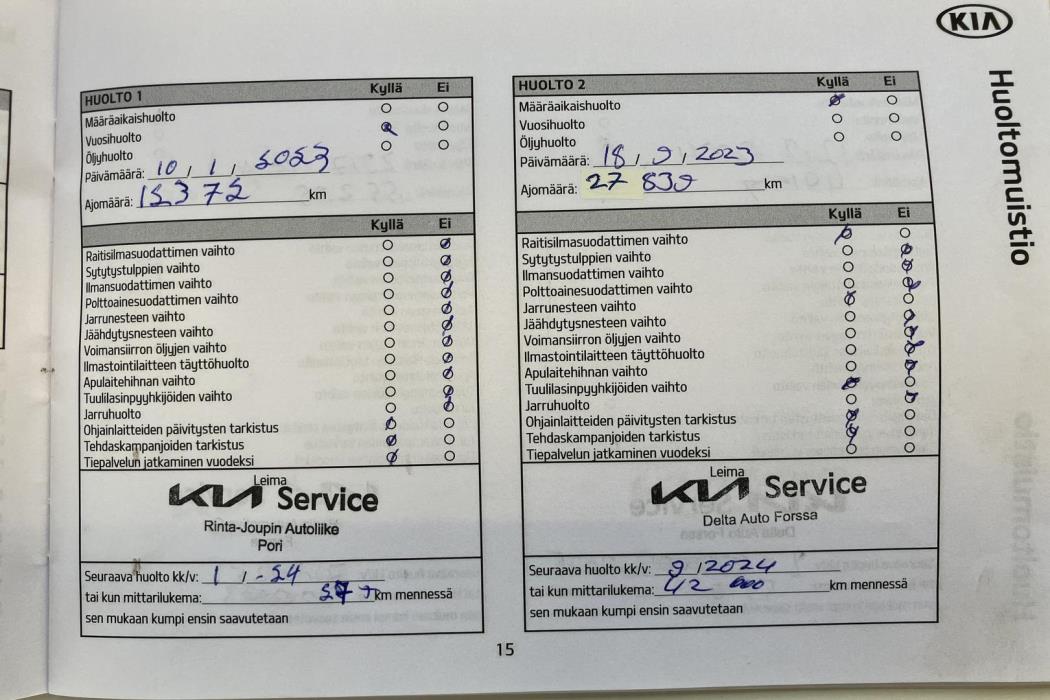 KIA
Huoltomuistio
HUOLTO 1 Kyllä Ei
Määräaikaishuolto
Vuosihuolto
Öljyhuolto
Päivämäärä: 10 / 1 / 2023
Ajomäärä: km
Kyllä Ei
Raitisilmasuodattimen vaihto
Sytytystulppien vaihto
Ilmansuodattimen vaihto
Polttoainesuodattimen vaihto
Jarrunesteen vaihto
Jäähdytysnesteen vaihto
Voimansiirron öljyjen vaihto
Ilmastointilaitteen täyttöhuolto
Apulaitehihnan vaihto
Tuulilasinpyyhkijöiden vaihto
Jarruhuolto
Ohjainlaitteiden päivitysten tarkistus
Tehdaskampanjoiden tarkistus
Tiepalvelun jatkaminen vuodeksi
Leima
KIA Service
Rinta-Joupin Autoliike
Pori
Seuraava huolto kk/v: 1 / -24
tai kun mittarilukema: km mennessä
sen mukaan kumpi ensin saavutetaan
HUOLTO 2 Kyllä Ei
Määräaikaishuolto
Vuosihuolto
Öljyhuolto
Päivämäärä: 18 / 9 / 2023
Ajomäärä: 27 839 km
Kyllä Ei
Raitisilmasuodattimen vaihto
Sytytystulppien vaihto
Ilmansuodattimen vaihto
Polttoainesuodattimen vaihto
Jarrunesteen vaihto
Jäähdytysnesteen vaihto
Voimansiirron öljyjen vaihto
Ilmastointilaitteen täyttöhuolto
Apulaitehihnan vaihto
Tuulilasinpyyhkijöiden vaihto
Jarruhuolto
Ohjainlaitteiden päivitysten tarkistus
Tehdaskampanjoiden tarkistus
Tiepalvelun jatkaminen vuodeksi
Leima
KIA Service
Delta Auto Forssa
Seuraava huolto kk/v: 9 / 2024
tai kun mittarilukema: 42 000 km mennessä
sen mukaan kumpi ensin saavutetaan
15